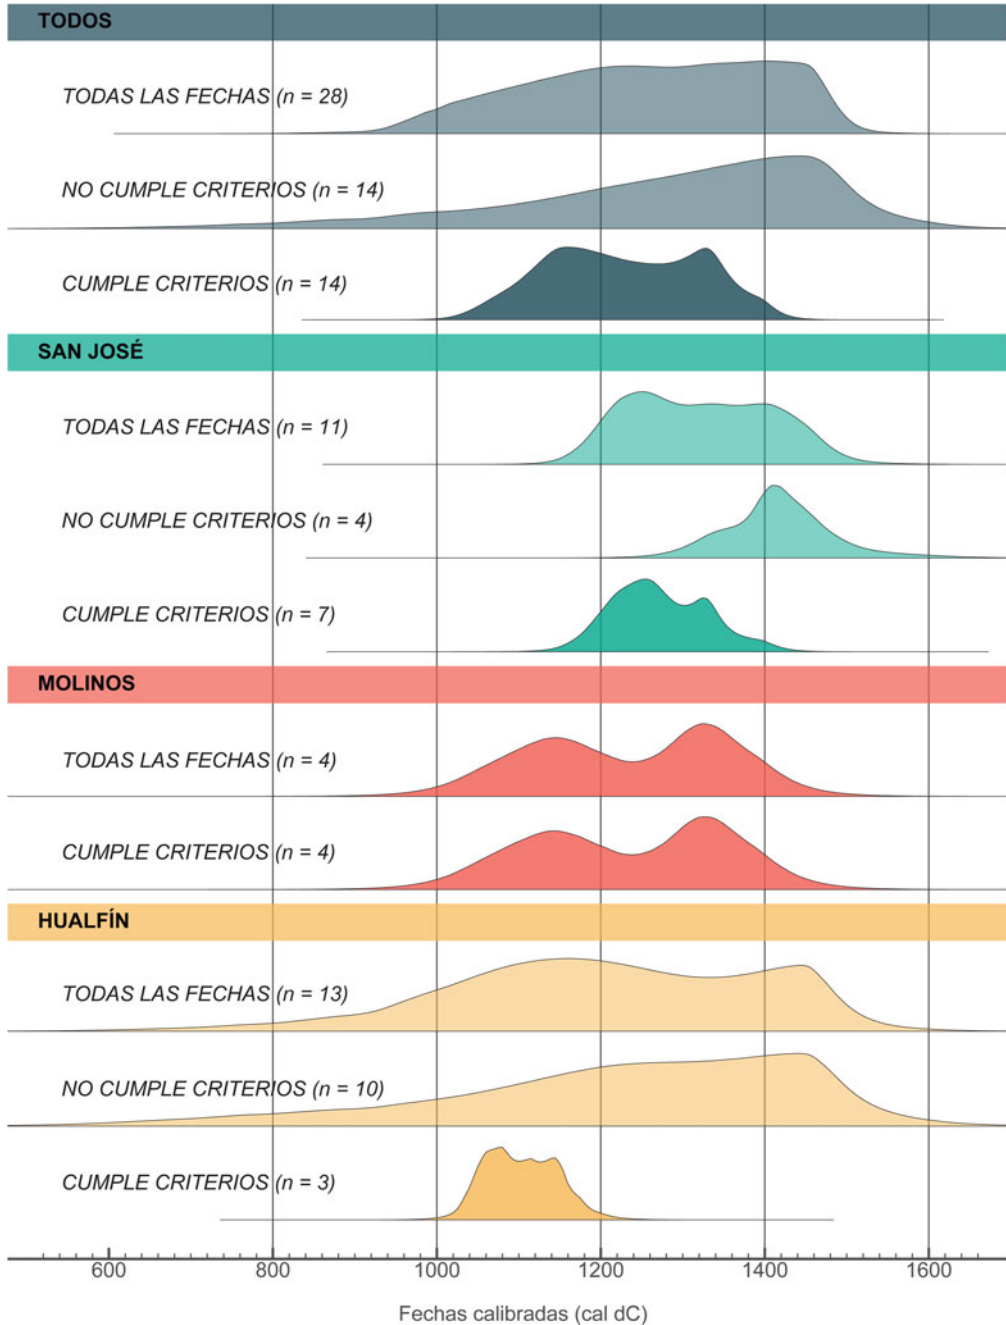 TODOS
TODAS LAS FECHAS (n = 28)
NO CUMPLE CRITERIOS (n = 14)
CUMPLE CRITERIOS (n = 14)
SAN JOSÉ
TODAS LAS FECHAS (n = 11)
NO CUMPLE CRITERIOS (n = 4)
CUMPLE CRITERIOS (n = 7)
MOLINOS
TODAS LAS FECHAS (n = 4)
CUMPLE CRITERIOS (n = 4)
HUALFÍN
TODAS LAS FECHAS (n = 13)
NO CUMPLE CRITERIOS (n = 10)
CUMPLE CRITERIOS (n = 3)
600 800 1000 1200 1400 1600
Fechas calibradas (cal dC)